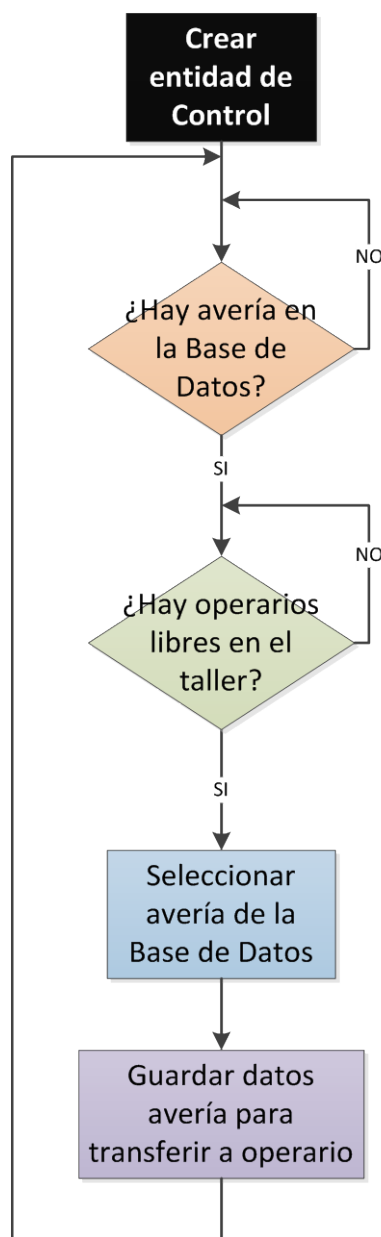 Crear
entidad de
Control
NO
¿Hay avería en
la Base de
Datos?
SI
NO
¿Hay operarios
libres en el
taller?
SI
Seleccionar
avería de la
Base de Datos
Guardar datos
avería para
transferir a operario